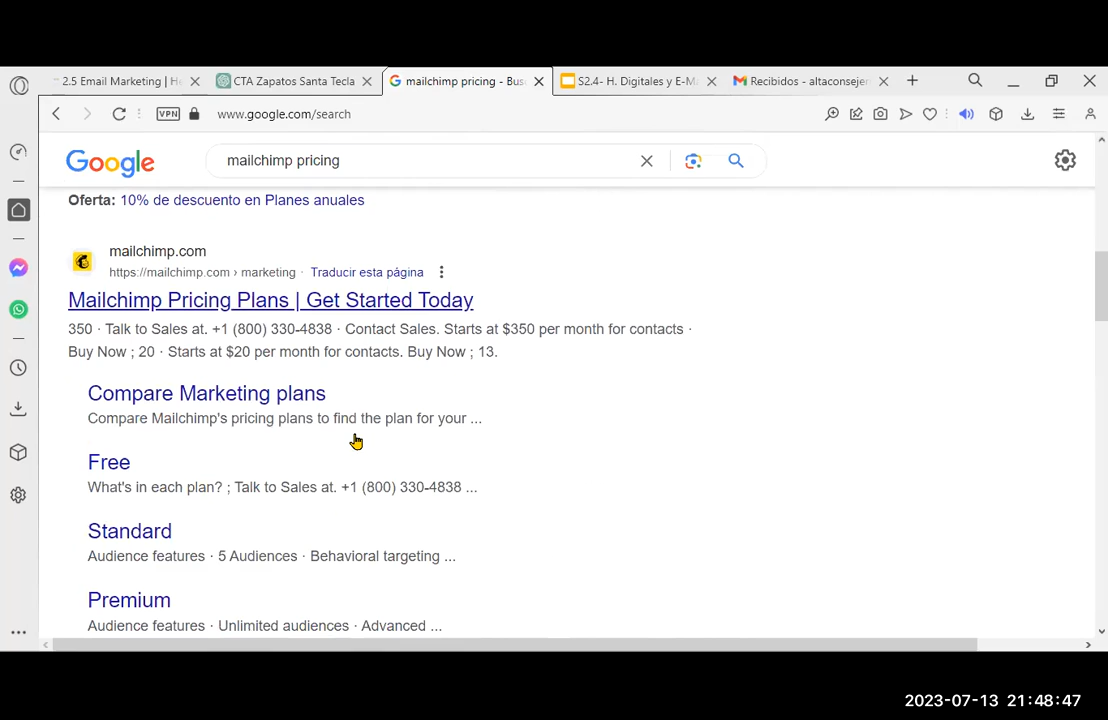 2.5 Email Marketing | He
CTA Zapatos Santa Tecla
mailchimp pricing - Bus
S2.4- H. Digitales y E-Ma
Recibidos - altaconsejer
VPN
www.google.com/search
Google
mailchimp pricing
Oferta: 10% de descuento en Planes anuales
mailchimp.com
https://mailchimp.com › marketing · Traducir esta página
Mailchimp Pricing Plans | Get Started Today
350 · Talk to Sales at. +1 (800) 330-4838 · Contact Sales. Starts at $350 per month for contacts ·
Buy Now ; 20 · Starts at $20 per month for contacts. Buy Now ; 13.
Compare Marketing plans
Compare Mailchimp's pricing plans to find the plan for your ...
Free
What's in each plan? ; Talk to Sales at. +1 (800) 330-4838 ...
Standard
Audience features · 5 Audiences · Behavioral targeting ...
Premium
Audience features · Unlimited audiences · Advanced ...
2023-07-13 21:48:47